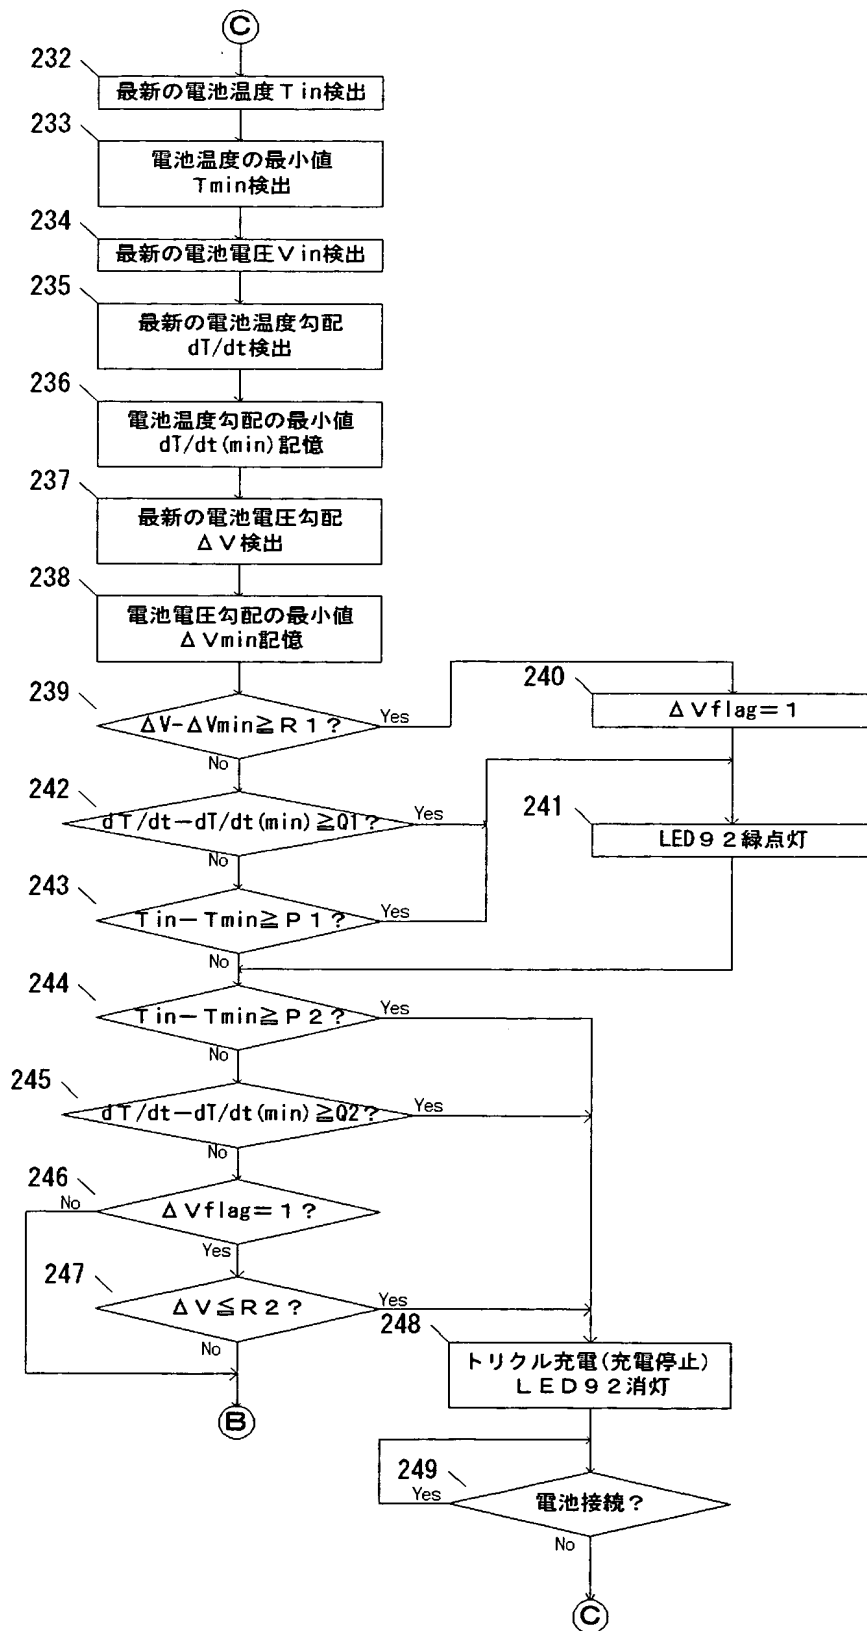 C
232
最新の電池温度Tin検出
233
電池温度の最小値
Tmin検出
234
最新の電池電圧Vin検出
235
最新の電池温度勾配
dT/dt検出
236
電池温度勾配の最小値
dT/dt(min)記憶
237
最新の電池電圧勾配
ΔV検出
238
電池電圧勾配の最小値
ΔVmin記憶
239
ΔV-ΔVmin≧R1?
Yes
No
240
ΔVflag=1
241
LED92緑点灯
242
dT/dt-dT/dt(min)≧Q1?
Yes
No
243
Tin-Tmin≧P1?
Yes
No
244
Tin-Tmin≧P2?
Yes
No
245
dT/dt-dT/dt(min)≧Q2?
Yes
No
246
ΔVflag=1?
No
Yes
247
ΔV≦R2?
Yes
No
B
248
トリクル充電(充電停止)
LED92消灯
249
電池接続?
Yes
No
C